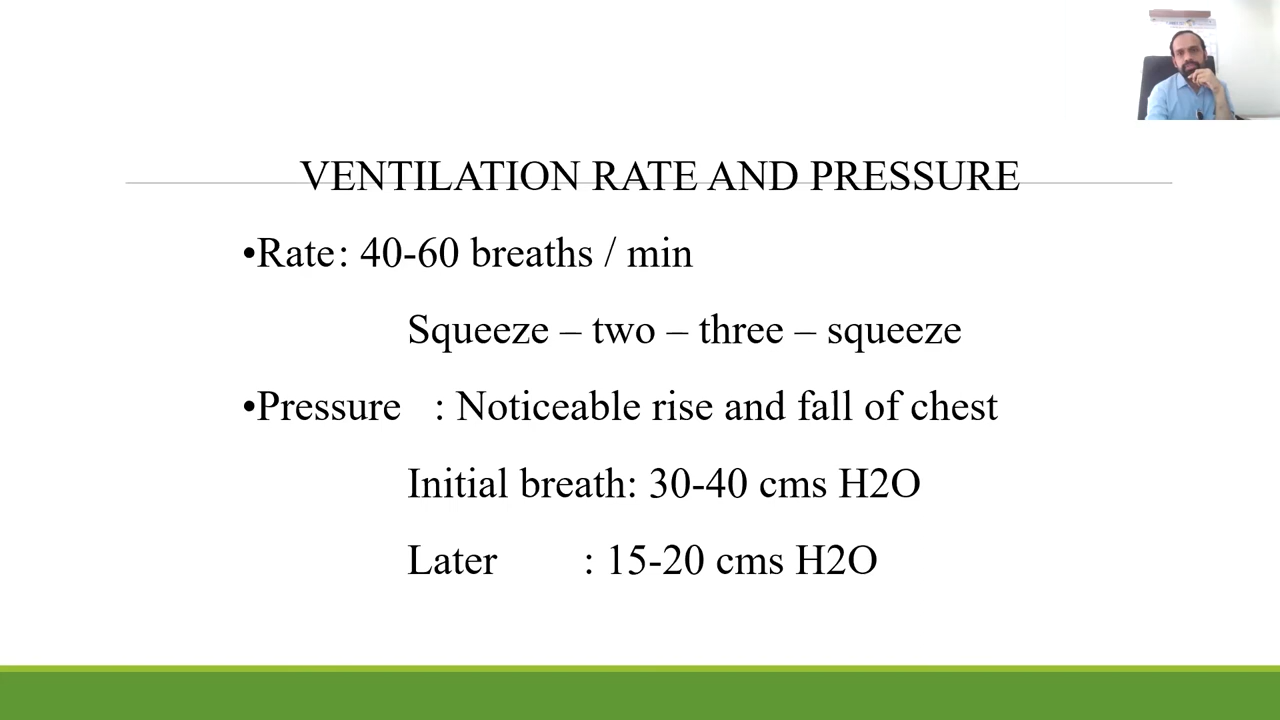 VENTILATION RATE AND PRESSURE
•Rate: 40-60 breaths / min
Squeeze – two – three – squeeze
•Pressure : Noticeable rise and fall of chest
Initial breath: 30-40 cms H2O
Later : 15-20 cms H2O